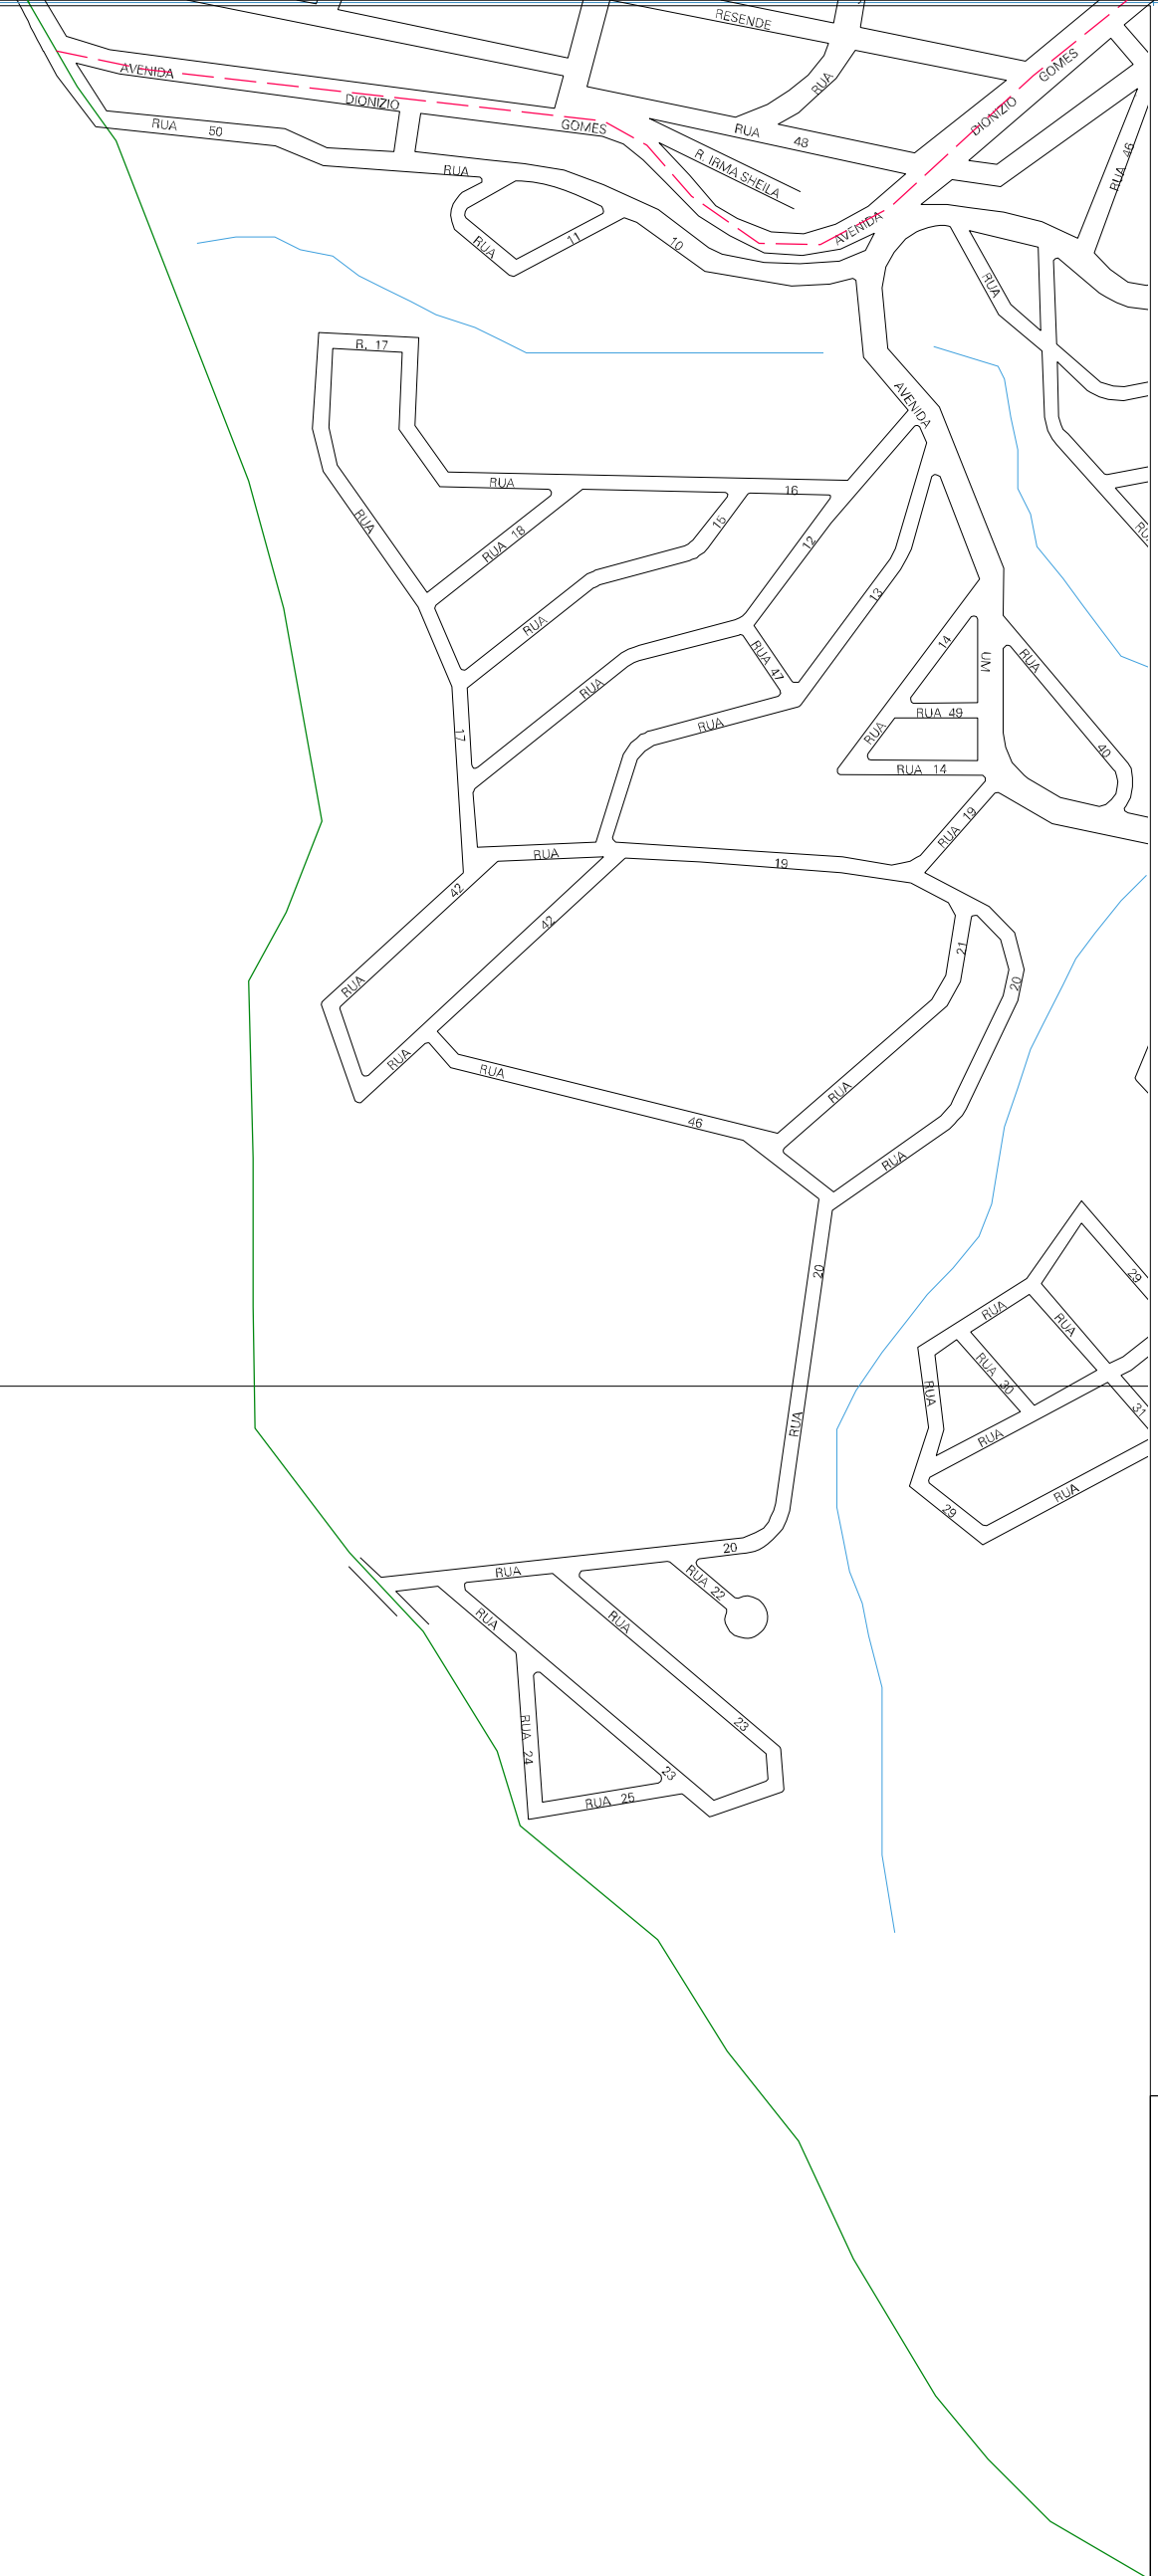 RESENDE
AVENIDA DIONIZIO GOMES
RUA
GOMES
DIONIZIO
AVENIDA
RUA 50
RUA 48
R. IRMA SHEILA
RUA 46
RUA 10
RUA 11
RUA
R. 17
AVENIDA UM
RUA 16
RUA 17
RUA 18
RUA 15
RUA 12
RUA 13
RUA 47
RUA 14
RUA 49
RUA 14
RUA 40
RUA 19
RUA 19
RUA 42
RUA 42
RUA 21
RUA 20
RUA 46
RUA 20
RUA 29
RUA 30
RUA 31
RUA
RUA
RUA 29
RUA 20
RUA 22
RUA 23
RUA 23
RUA 24
RUA 25